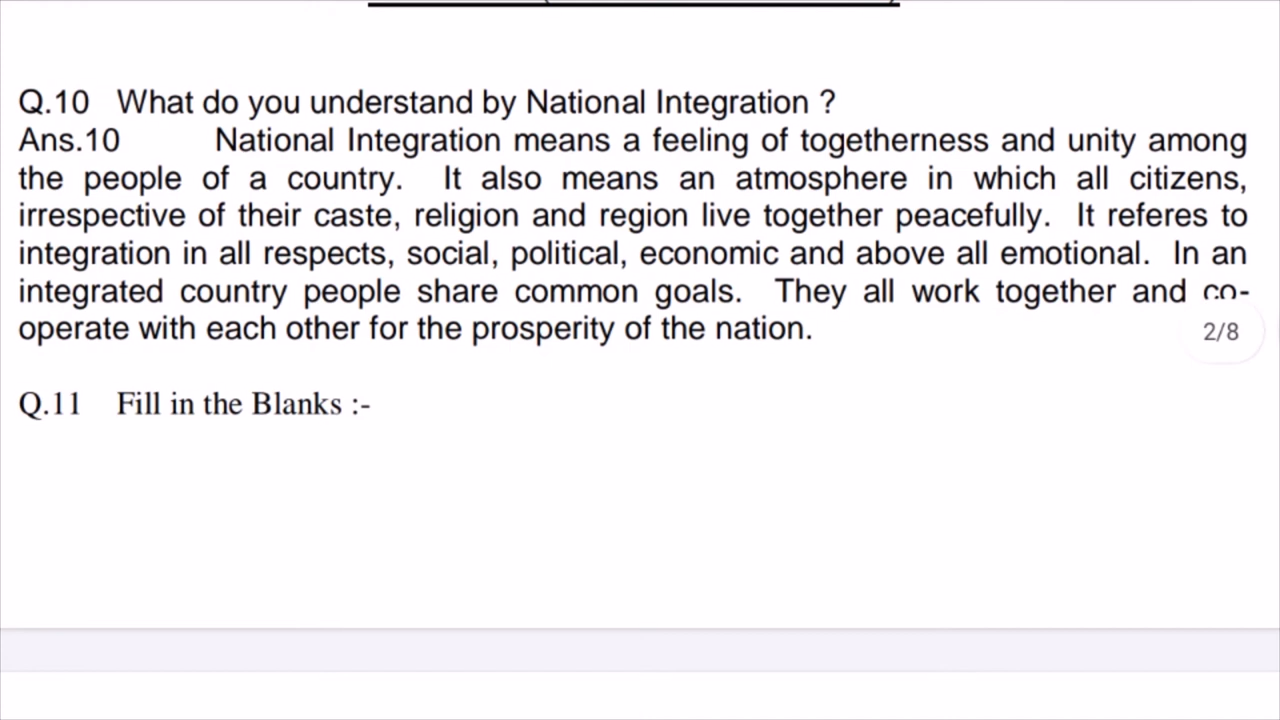 Q.10 What do you understand by National Integration ?
Ans.10 National Integration means a feeling of togetherness and unity among
the people of a country. It also means an atmosphere in which all citizens,
irrespective of their caste, religion and region live together peacefully. It referes to
integration in all respects, social, political, economic and above all emotional. In an
integrated country people share common goals. They all work together and co-
operate with each other for the prosperity of the nation.
2/8
Q.11 Fill in the Blanks :-